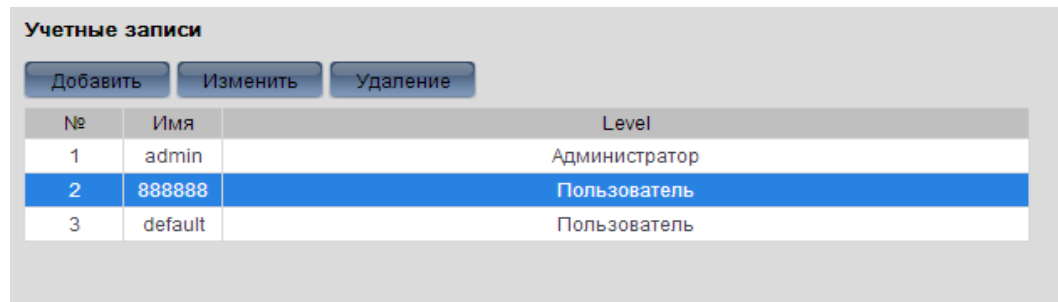 Учетные записи
Добавить Изменить Удаление
№ Имя Level
1 admin Администратор
2 888888 Пользователь
3 default Пользователь